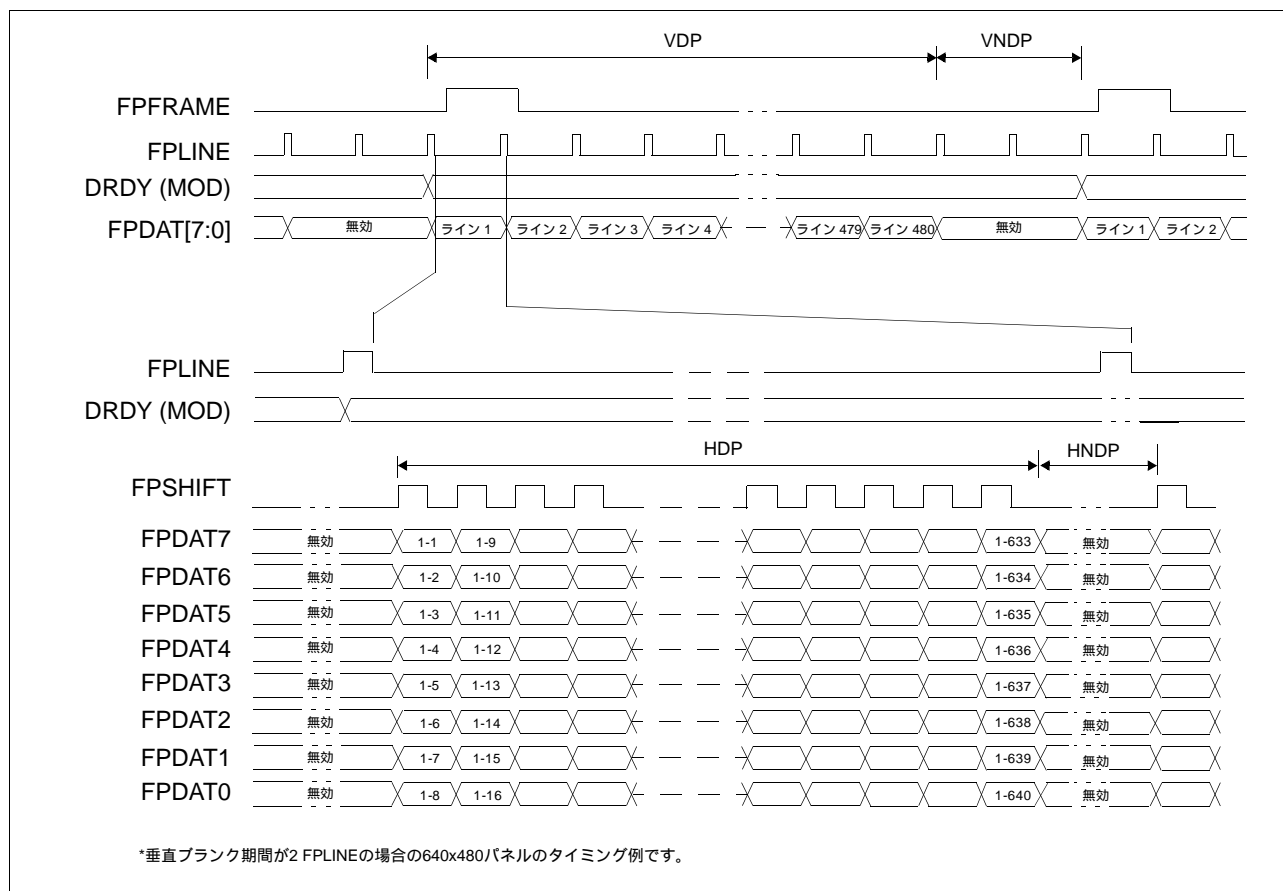 VDP VNDP
FPFRAME
FPLINE
DRDY (MOD)
FPDAT[7:0] 無効 ライン 1 ライン 2 ライン 3 ライン 4 ライン 479 ライン 480 無効 ライン 1 ライン 2
FPLINE
DRDY (MOD)
HDP HNDP
FPSHIFT
FPDAT7 無効 1-1 1-9 1-633 無効
FPDAT6 無効 1-2 1-10 1-634 無効
FPDAT5 無効 1-3 1-11 1-635 無効
FPDAT4 無効 1-4 1-12 1-636 無効
FPDAT3 無効 1-5 1-13 1-637 無効
FPDAT2 無効 1-6 1-14 1-638 無効
FPDAT1 無効 1-7 1-15 1-639 無効
FPDAT0 無効 1-8 1-16 1-640 無効
*垂直ブランク期間が2 FPLINEの場合の640x480パネルのタイミング例です。